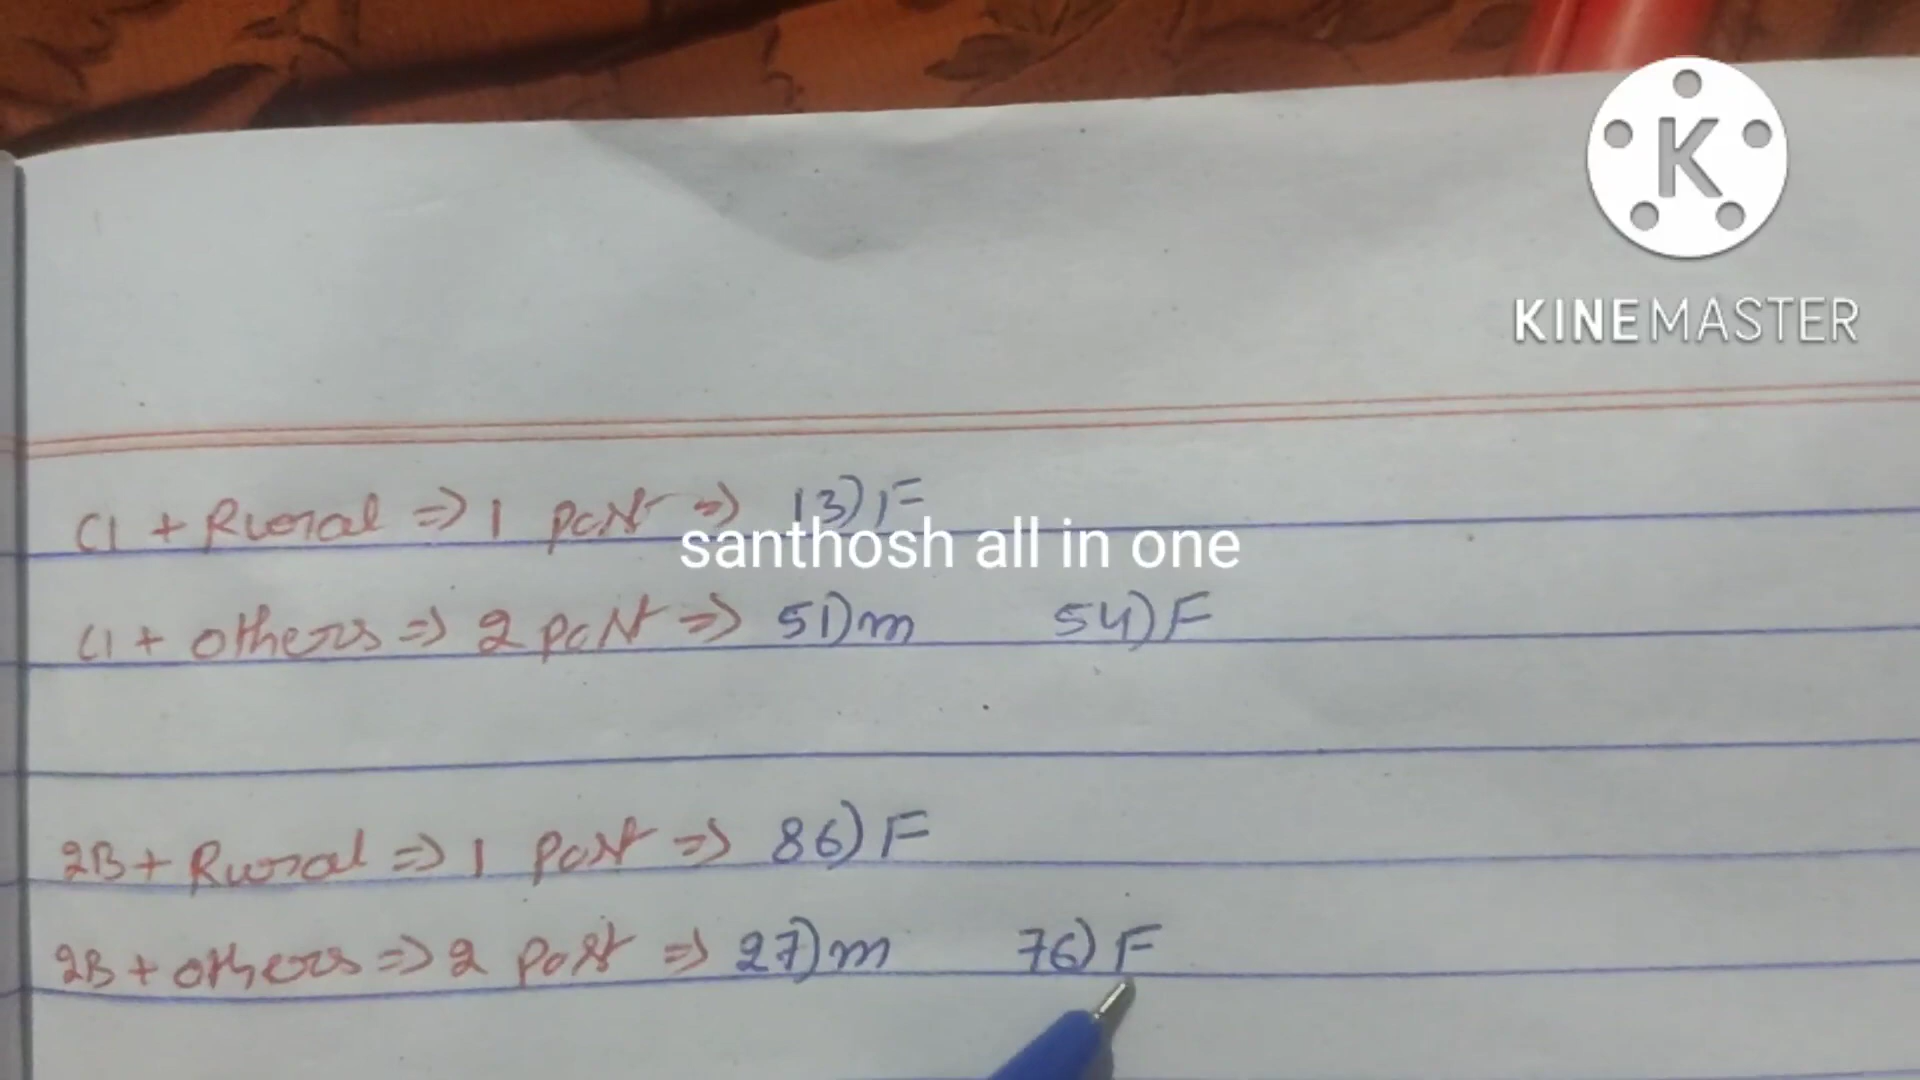 KINEMASTER
C1 + Rural => 1 post => 13) F
santhosh all in one
C1 + others => 2 post => 51) m 54) F
2B + Rural => 1 post => 86) F
2B + others => 2 post => 27) m 76) F